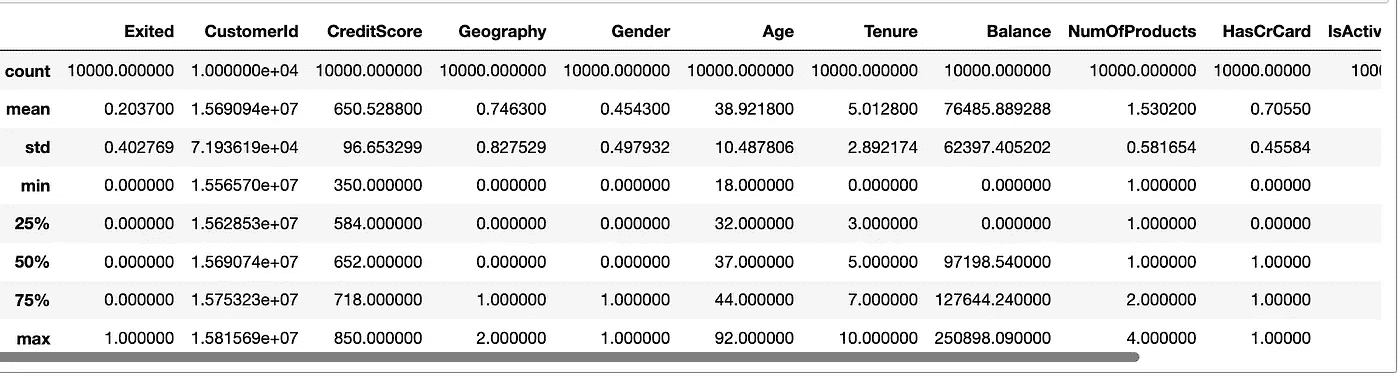 Exited CustomerId CreditScore Geography Gender Age Tenure Balance NumOfProducts HasCrCard IsActiv
count 10000.000000 1.000000e+04 10000.000000 10000.000000 10000.000000 10000.000000 10000.000000 10000.000000 10000.000000 10000.00000 1000
mean 0.203700 1.569094e+07 650.528800 0.746300 0.454300 38.921800 5.012800 76485.889288 1.530200 0.70550
std 0.402769 7.193619e+04 96.653299 0.827529 0.497932 10.487806 2.892174 62397.405202 0.581654 0.45584
min 0.000000 1.556570e+07 350.000000 0.000000 0.000000 18.000000 0.000000 0.000000 1.000000 0.00000
25% 0.000000 1.562853e+07 584.000000 0.000000 0.000000 32.000000 3.000000 0.000000 1.000000 0.00000
50% 0.000000 1.569074e+07 652.000000 0.000000 0.000000 37.000000 5.000000 97198.540000 1.000000 1.00000
75% 0.000000 1.575323e+07 718.000000 1.000000 1.000000 44.000000 7.000000 127644.240000 2.000000 1.00000
max 1.000000 1.581569e+07 850.000000 2.000000 1.000000 92.000000 10.000000 250898.090000 4.000000 1.00000